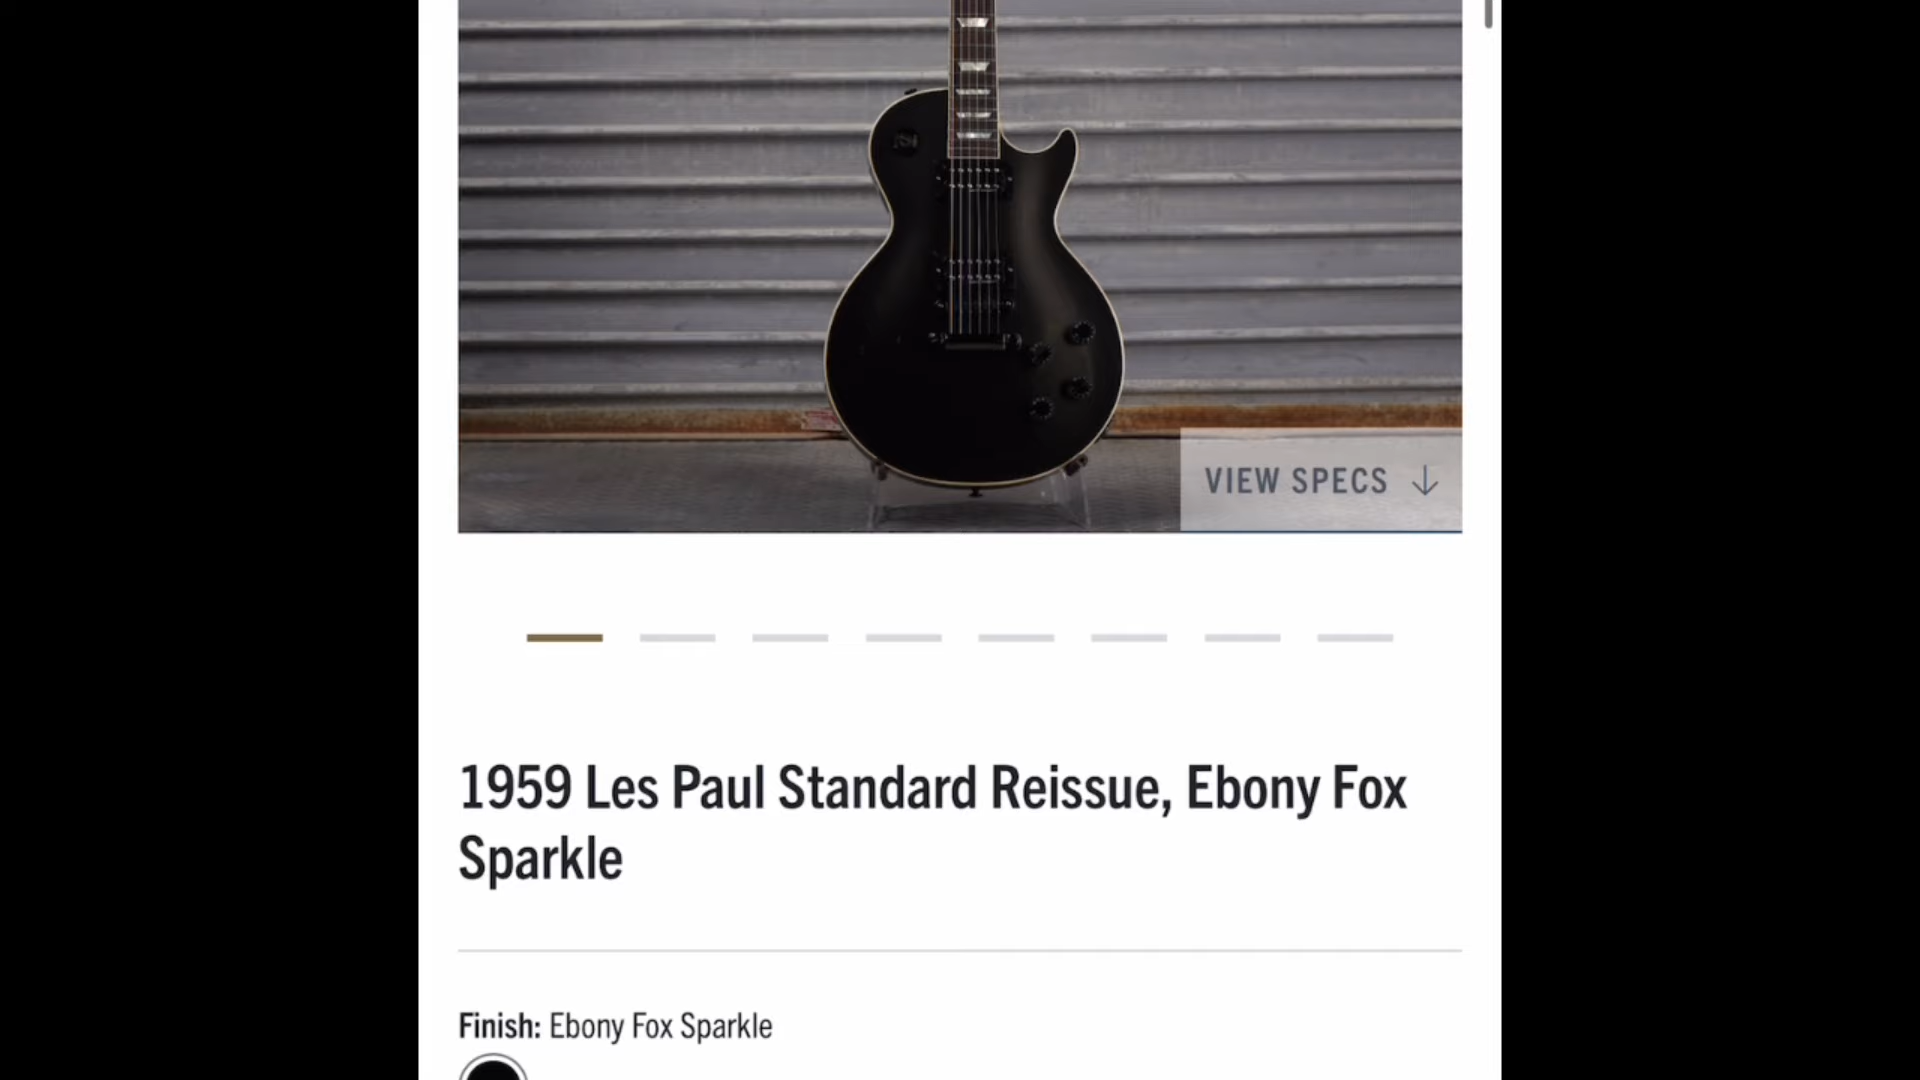 VIEW SPECS
1959 Les Paul Standard Reissue, Ebony Fox
Sparkle
Finish: Ebony Fox Sparkle